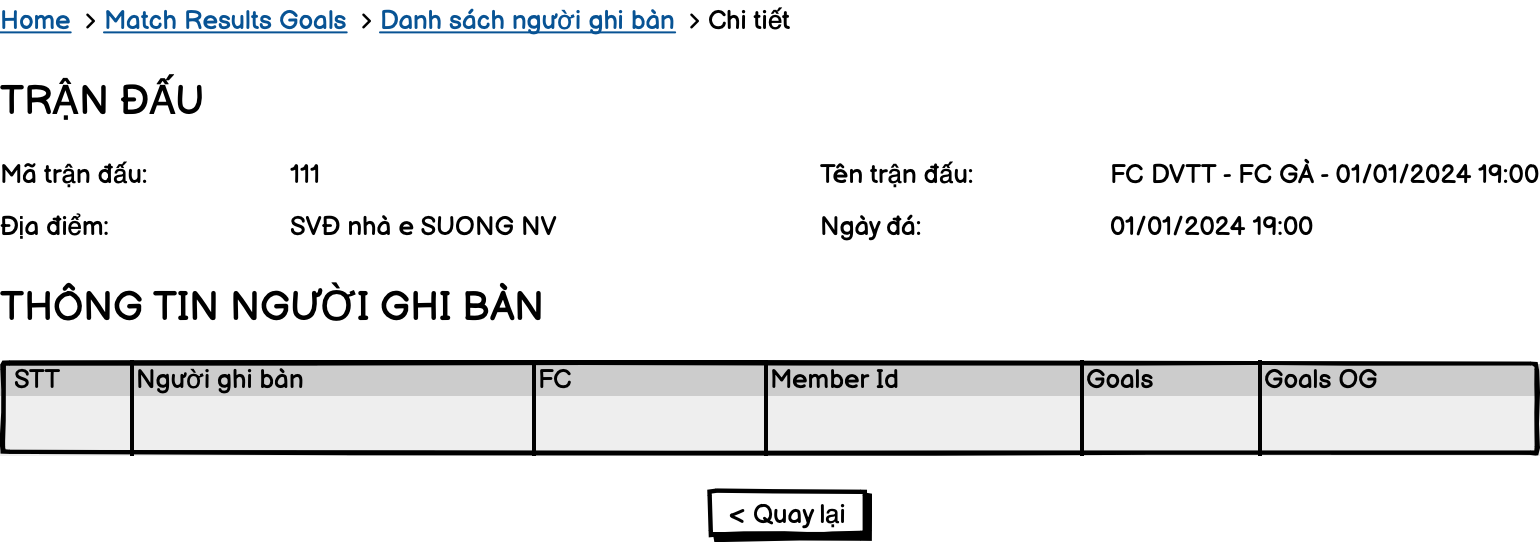 Home > Match Results Goals > Danh sách người ghi bàn > Chi tiết
TRẬN ĐẤU
Mã trận đấu: 111 Tên trận đấu: FC DVTT - FC GÀ - 01/01/2024 19:00
Địa điểm: SVĐ nhà e SUONG NV Ngày đá: 01/01/2024 19:00
THÔNG TIN NGƯỜI GHI BÀN
STT Người ghi bàn FC Member Id Goals Goals OG
< Quay lại